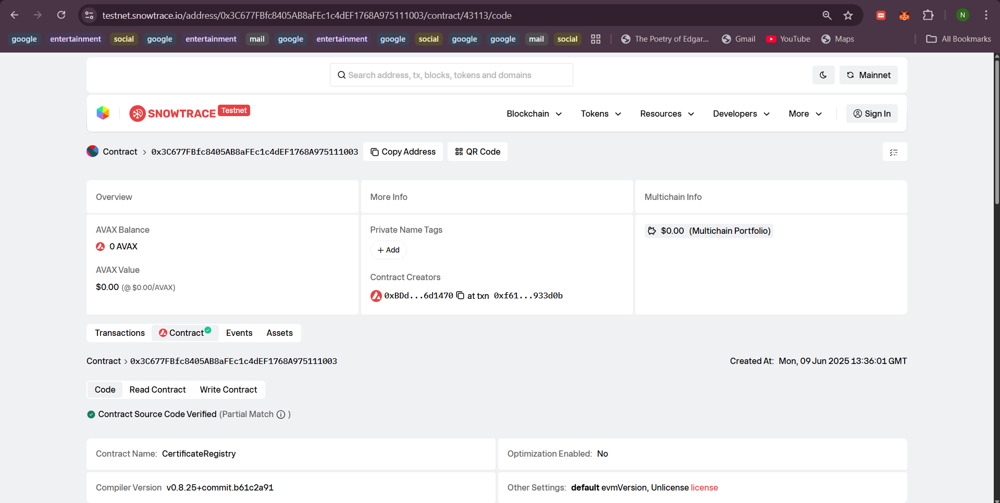 testnet.snowtrace.io/address/0x3C677FBfc8405AB8aFEc1c4dEF1768A975111003/contract/43113/code
N
google entertainment social google entertainment mail google entertainment google social google google mail social The Poetry of Edgar... Gmail YouTube Maps All Bookmarks
Search address, tx, blocks, tokens and domains
Mainnet
SNOWTRACE Testnet
Blockchain Tokens Resources Developers More Sign In
Contract > 0x3C677FBfc8405AB8aFEc1c4dEF1768A975111003 Copy Address QR Code
Overview More Info Multichain Info
AVAX Balance Private Name Tags $0.00 (Multichain Portfolio)
0 AVAX + Add
AVAX Value Contract Creators
$0.00 (@ $0.00/AVAX) 0xBDd...6d1470 at txn 0xf61...933d0b
Transactions Contract Events Assets
Contract > 0x3C677FBfc8405AB8aFEc1c4dEF1768A975111003 Created At: Mon, 09 Jun 2025 13:36:01 GMT
Code Read Contract Write Contract
Contract Source Code Verified (Partial Match )
Contract Name: CertificateRegistry Optimization Enabled: No
Compiler Version v0.8.25+commit.b61c2a91 Other Settings: default evmVersion, Unlicense license